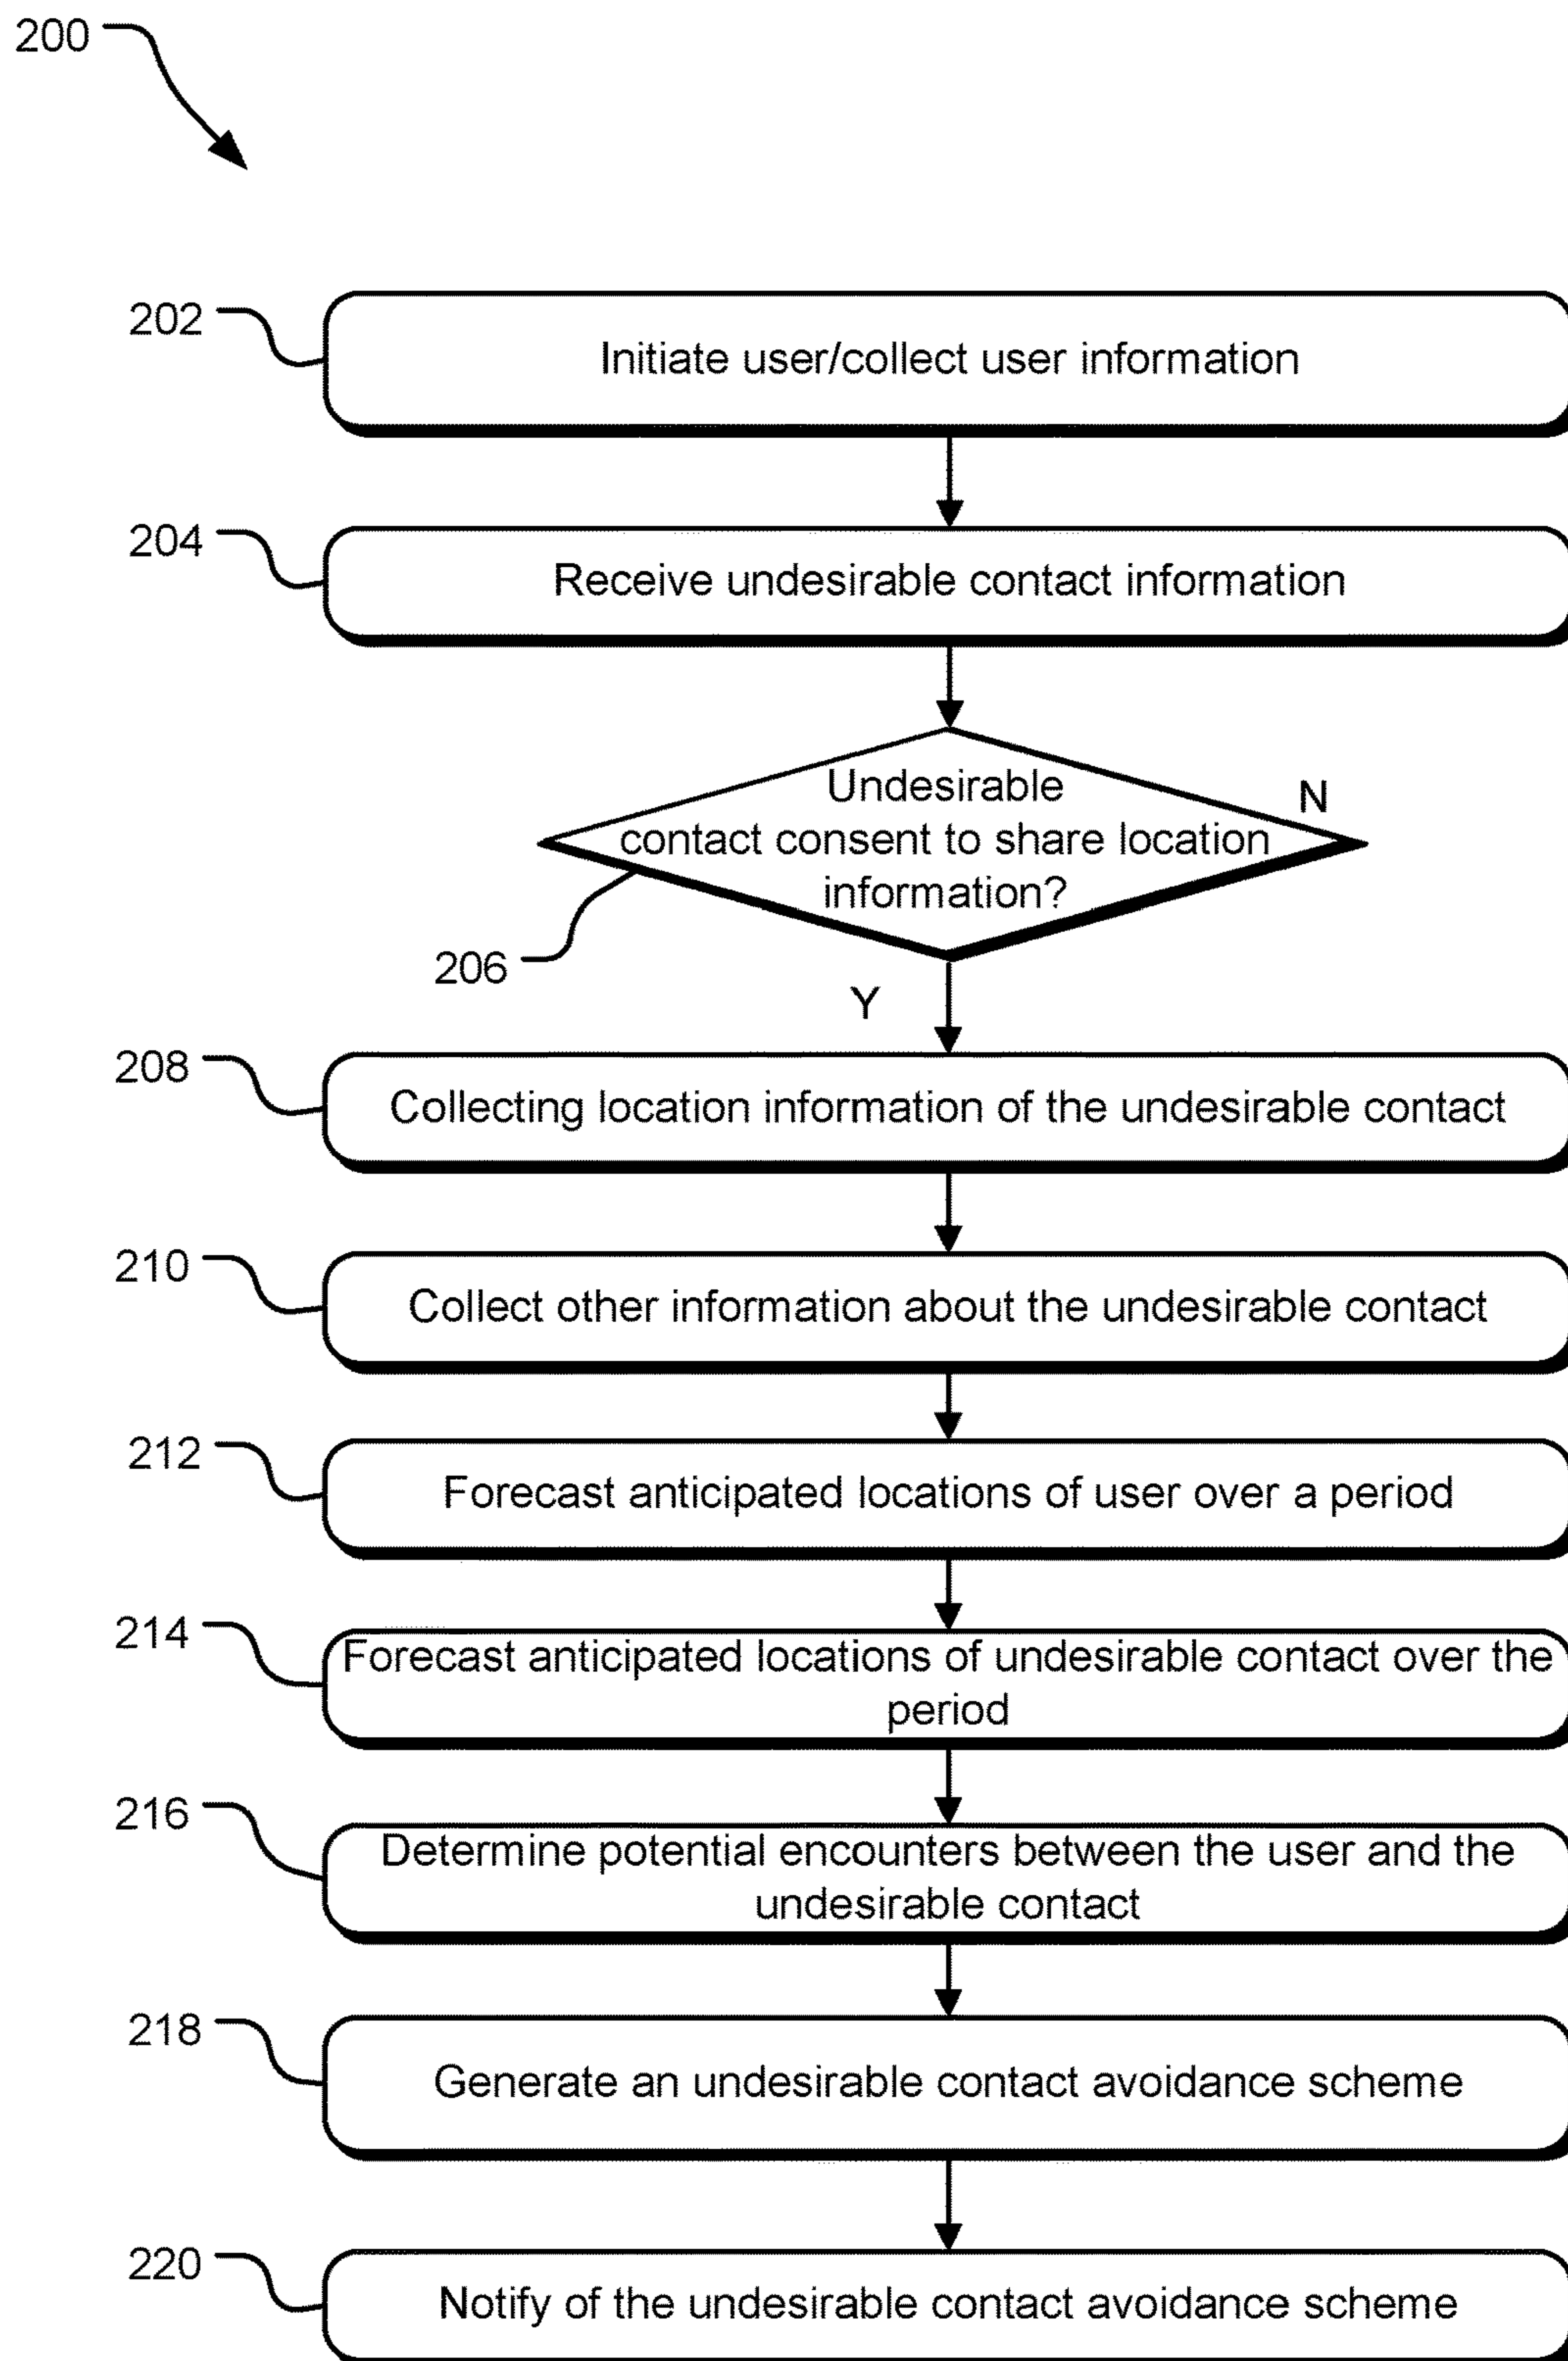 200
202
Initiate user/collect user information
204
Receive undesirable contact information
Undesirable
contact consent to share location
information?
N
206
Y
208
Collecting location information of the undesirable contact
210
Collect other information about the undesirable contact
212
Forecast anticipated locations of user over a period
214
Forecast anticipated locations of undesirable contact over the
period
216
Determine potential encounters between the user and the
undesirable contact
218
Generate an undesirable contact avoidance scheme
220
Notify of the undesirable contact avoidance scheme